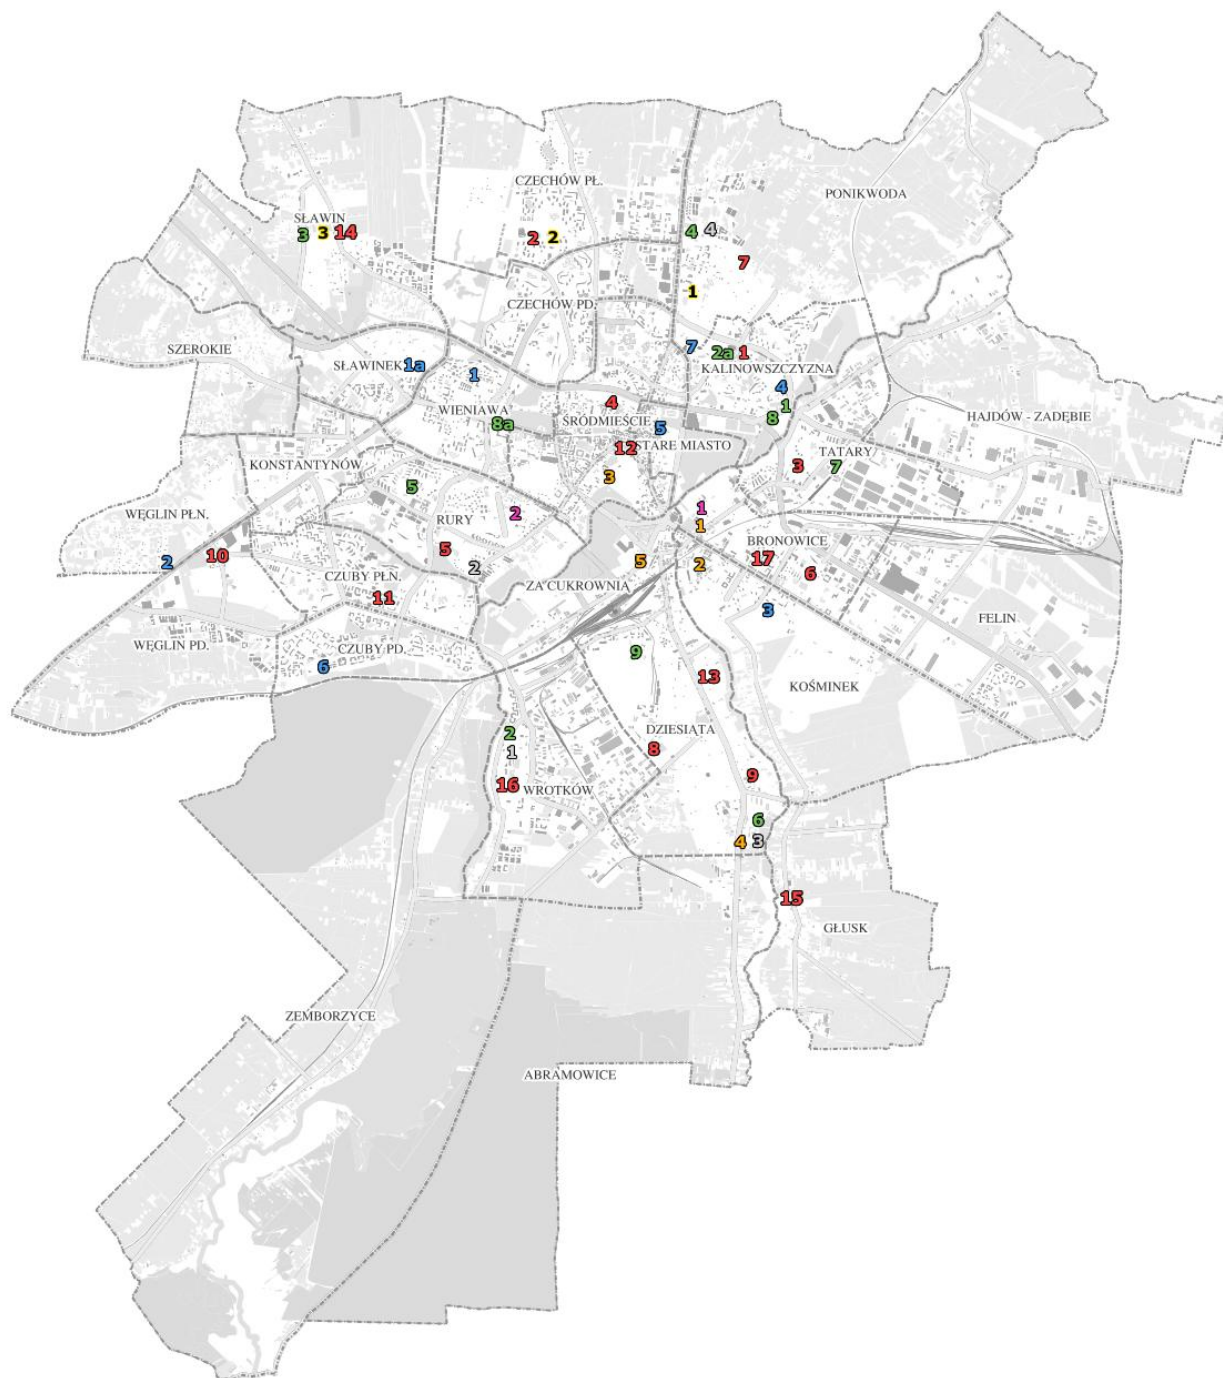 CZECHÓW PŁ.
PONIKWODA
SŁAWIN
3 3 14
2 2
4 4
7
1
CZECHÓW PD.
SZEROKIE
SŁAWINEK
1a
1
7
2a 1
KALINOWSZCZYZNA
4
WIENIAWA
8a
4
ŚRÓDMIEŚCIE
5
1
8
HAJDÓW - ZADĘBIE
STARE MIASTO
12
TATARY
KONSTANTYNÓW
3
7
3
5
WĘGLIN PŁN.
RURY
2
1
1
BRONOWICE
10
2
5
2
CZUBY PŁN.
11
ZA CUKROWNIĄ
5
2
17
6
3
FELIN
WĘGLIN PD.
CZUBY PD.
6
9
13
KOŚMINEK
2
1
DZIESIĄTA
8
16
WROTKÓW
9
6
4 3
15
GŁUSK
ZEMBORZYCE
ABRAMOWICE